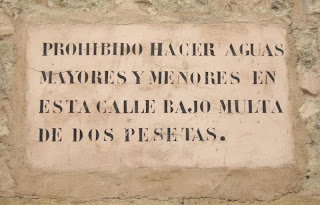 PROHIBIDO HACER AGUAS
MAYORES Y MENORES EN
ESTA CALLE BAJO MULTA
DE DOS PESETAS.